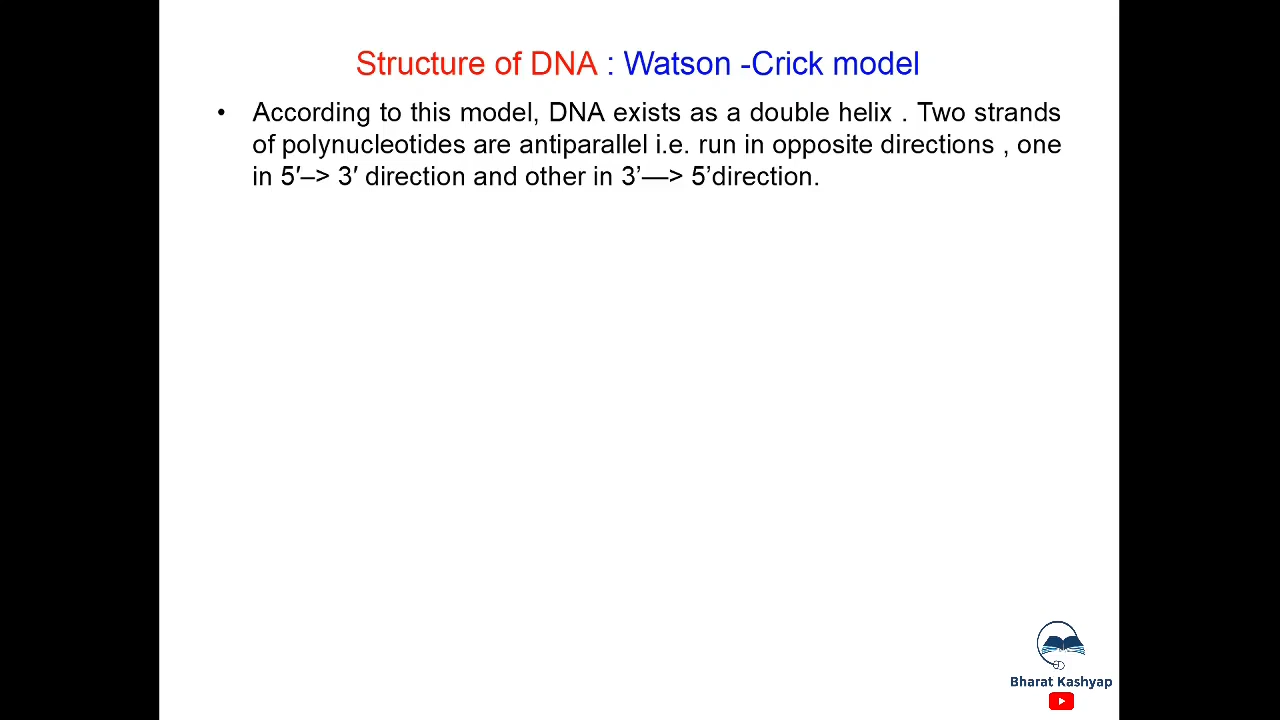 Structure of DNA : Watson -Crick model
• According to this model, DNA exists as a double helix . Two strands
of polynucleotides are antiparallel i.e. run in opposite directions , one
in 5′–> 3′ direction and other in 3’—> 5’direction.
Bharat Kashyap